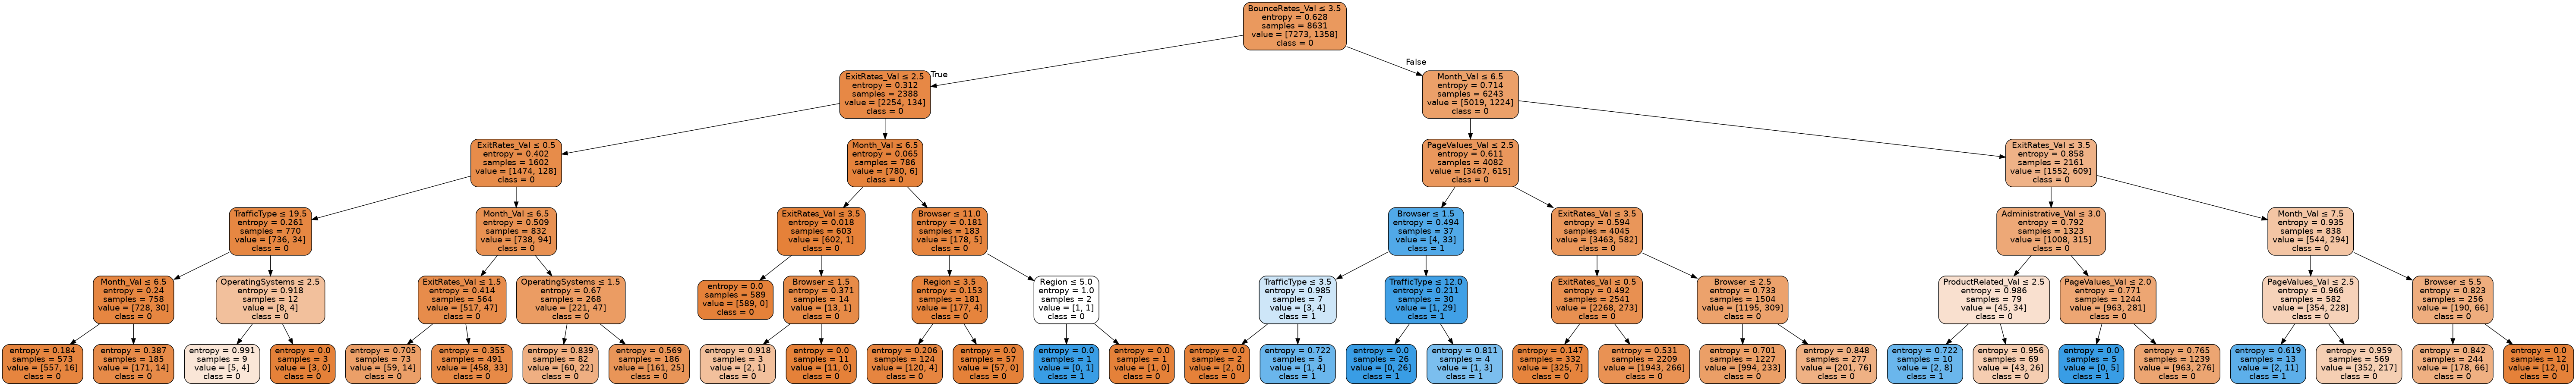 BounceRates_Val ≤ 3.5
entropy = 0.628
samples = 8631
value = [7273, 1358]
class = 0
True
False
ExitRates_Val ≤ 2.5
entropy = 0.312
samples = 2388
value = [2254, 134]
class = 0
Month_Val ≤ 6.5
entropy = 0.714
samples = 6243
value = [5019, 1224]
class = 0
ExitRates_Val ≤ 0.5
entropy = 0.402
samples = 1602
value = [1474, 128]
class = 0
Month_Val ≤ 6.5
entropy = 0.065
samples = 786
value = [780, 6]
class = 0
PageValues_Val ≤ 2.5
entropy = 0.611
samples = 4082
value = [3467, 615]
class = 0
ExitRates_Val ≤ 3.5
entropy = 0.858
samples = 2161
value = [1552, 609]
class = 0
TrafficType ≤ 19.5
entropy = 0.261
samples = 770
value = [736, 34]
class = 0
Month_Val ≤ 6.5
entropy = 0.509
samples = 832
value = [738, 94]
class = 0
ExitRates_Val ≤ 3.5
entropy = 0.018
samples = 603
value = [602, 1]
class = 0
Browser ≤ 11.0
entropy = 0.181
samples = 183
value = [178, 5]
class = 0
Browser ≤ 1.5
entropy = 0.494
samples = 37
value = [4, 33]
class = 1
ExitRates_Val ≤ 3.5
entropy = 0.594
samples = 4045
value = [3463, 582]
class = 0
Administrative_Val ≤ 3.0
entropy = 0.792
samples = 1323
value = [1008, 315]
class = 0
Month_Val ≤ 7.5
entropy = 0.935
samples = 838
value = [544, 294]
class = 0
Month_Val ≤ 6.5
entropy = 0.24
samples = 758
value = [728, 30]
class = 0
OperatingSystems ≤ 2.5
entropy = 0.918
samples = 12
value = [8, 4]
class = 0
ExitRates_Val ≤ 1.5
entropy = 0.414
samples = 564
value = [517, 47]
class = 0
OperatingSystems ≤ 1.5
entropy = 0.67
samples = 268
value = [221, 47]
class = 0
entropy = 0.0
samples = 589
value = [589, 0]
class = 0
Browser ≤ 1.5
entropy = 0.371
samples = 14
value = [13, 1]
class = 0
Region ≤ 3.5
entropy = 0.153
samples = 181
value = [177, 4]
class = 0
Region ≤ 5.0
entropy = 1.0
samples = 2
value = [1, 1]
class = 0
TrafficType ≤ 3.5
entropy = 0.985
samples = 7
value = [3, 4]
class = 1
TrafficType ≤ 12.0
entropy = 0.211
samples = 30
value = [1, 29]
class = 1
ExitRates_Val ≤ 0.5
entropy = 0.492
samples = 2541
value = [2268, 273]
class = 0
Browser ≤ 2.5
entropy = 0.733
samples = 1504
value = [1195, 309]
class = 0
ProductRelated_Val ≤ 2.5
entropy = 0.986
samples = 79
value = [45, 34]
class = 0
PageValues_Val ≤ 2.0
entropy = 0.771
samples = 1244
value = [963, 281]
class = 0
PageValues_Val ≤ 2.5
entropy = 0.966
samples = 582
value = [354, 228]
class = 0
Browser ≤ 5.5
entropy = 0.823
samples = 256
value = [190, 66]
class = 0
entropy = 0.184
samples = 573
value = [557, 16]
class = 0
entropy = 0.387
samples = 185
value = [171, 14]
class = 0
entropy = 0.991
samples = 9
value = [5, 4]
class = 0
entropy = 0.0
samples = 3
value = [3, 0]
class = 0
entropy = 0.705
samples = 73
value = [59, 14]
class = 0
entropy = 0.355
samples = 491
value = [458, 33]
class = 0
entropy = 0.839
samples = 82
value = [60, 22]
class = 0
entropy = 0.569
samples = 186
value = [161, 25]
class = 0
entropy = 0.918
samples = 3
value = [2, 1]
class = 0
entropy = 0.0
samples = 11
value = [11, 0]
class = 0
entropy = 0.206
samples = 124
value = [120, 4]
class = 0
entropy = 0.0
samples = 57
value = [57, 0]
class = 0
entropy = 0.0
samples = 1
value = [0, 1]
class = 1
entropy = 0.0
samples = 1
value = [1, 0]
class = 0
entropy = 0.0
samples = 2
value = [2, 0]
class = 0
entropy = 0.722
samples = 5
value = [1, 4]
class = 1
entropy = 0.0
samples = 26
value = [0, 26]
class = 1
entropy = 0.811
samples = 4
value = [1, 3]
class = 1
entropy = 0.147
samples = 332
value = [325, 7]
class = 0
entropy = 0.531
samples = 2209
value = [1943, 266]
class = 0
entropy = 0.701
samples = 1227
value = [994, 233]
class = 0
entropy = 0.848
samples = 277
value = [201, 76]
class = 0
entropy = 0.722
samples = 10
value = [2, 8]
class = 1
entropy = 0.956
samples = 69
value = [43, 26]
class = 0
entropy = 0.0
samples = 5
value = [0, 5]
class = 1
entropy = 0.765
samples = 1239
value = [963, 276]
class = 0
entropy = 0.619
samples = 13
value = [2, 11]
class = 1
entropy = 0.959
samples = 569
value = [352, 217]
class = 0
entropy = 0.842
samples = 244
value = [178, 66]
class = 0
entropy = 0.0
samples = 12
value = [12, 0]
class = 0